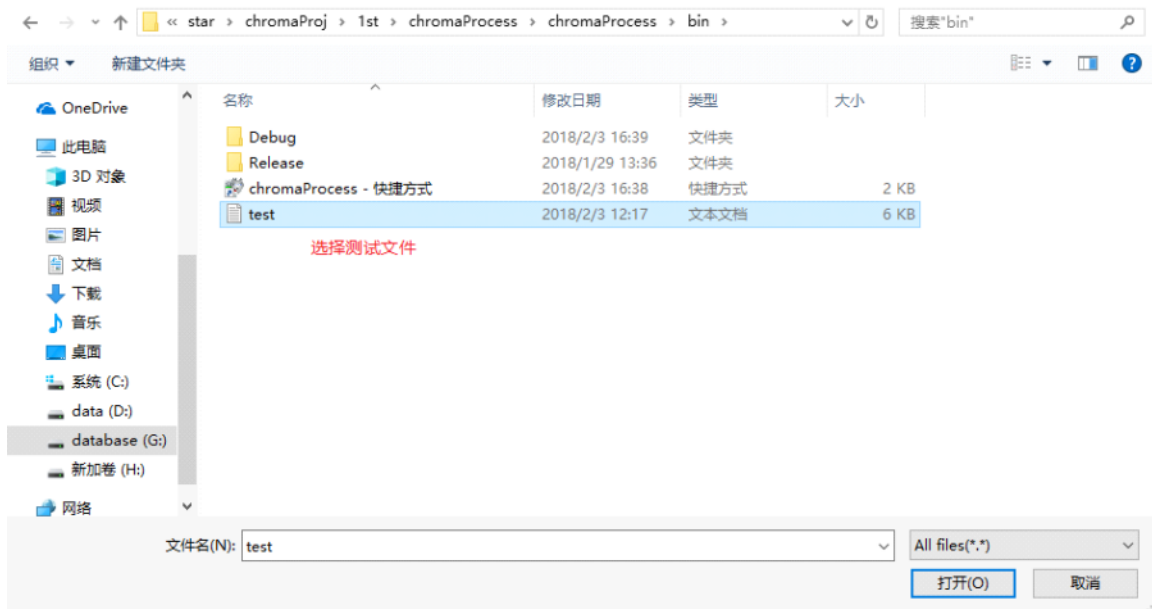 « star › chromaProj › 1st › chromaProcess › chromaProcess › bin ›
搜索"bin"
组织
新建文件夹
名称 修改日期 类型 大小
OneDrive
此电脑
3D 对象
视频
图片
文档
下载
音乐
桌面
系统 (C:)
data (D:)
database (G:)
新加卷 (H:)
网络
Debug 2018/2/3 16:39 文件夹
Release 2018/1/29 13:36 文件夹
chromaProcess - 快捷方式 2018/2/3 16:38 快捷方式 2 KB
test 2018/2/3 12:17 文本文档 6 KB
选择测试文件
文件名(N): test
All files(*.*)
打开(O) 取消